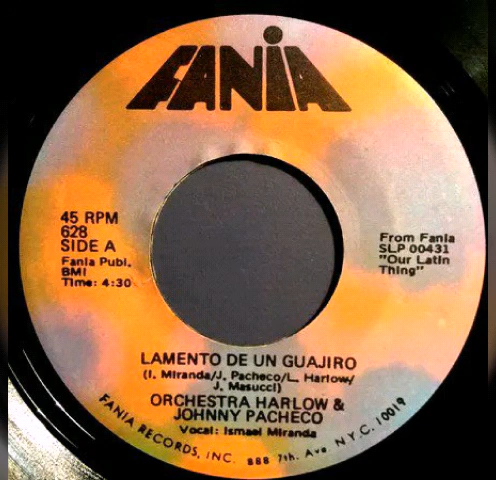 FANIA
45 RPM
628
SIDE A
Fania Publ.
BMI
Time: 4:30
From Fania
SLP 00431
"Our Latin
Thing"
LAMENTO DE UN GUAJIRO
(I. Miranda/J. Pacheco/L. Harlow/
J. Masucci)
ORCHESTRA HARLOW &
JOHNNY PACHECO
Vocal: Ismael Miranda
FANIA RECORDS, INC. 888 7th. Ave N.Y.C. 10019